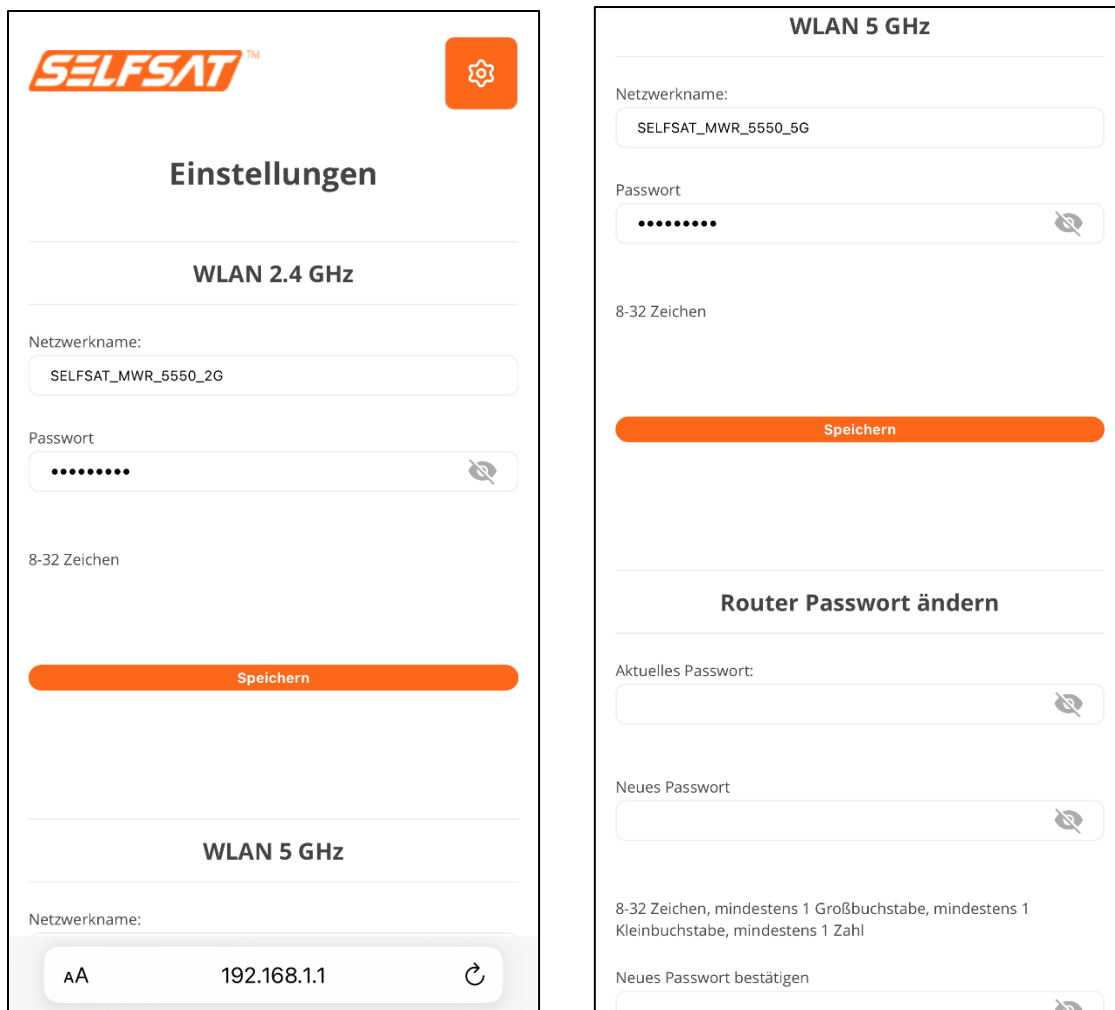 SELFSAT™
Einstellungen
WLAN 2.4 GHz
Netzwerkname:
SELFSAT_MWR_5550_2G
Passwort
•••••••••
8-32 Zeichen
Speichern
WLAN 5 GHz
Netzwerkname:
AA 192.168.1.1
WLAN 5 GHz
Netzwerkname:
SELFSAT_MWR_5550_5G
Passwort
•••••••••
8-32 Zeichen
Speichern
Router Passwort ändern
Aktuelles Passwort:
Neues Passwort
8-32 Zeichen, mindestens 1 Großbuchstabe, mindestens 1
Kleinbuchstabe, mindestens 1 Zahl
Neues Passwort bestätigen